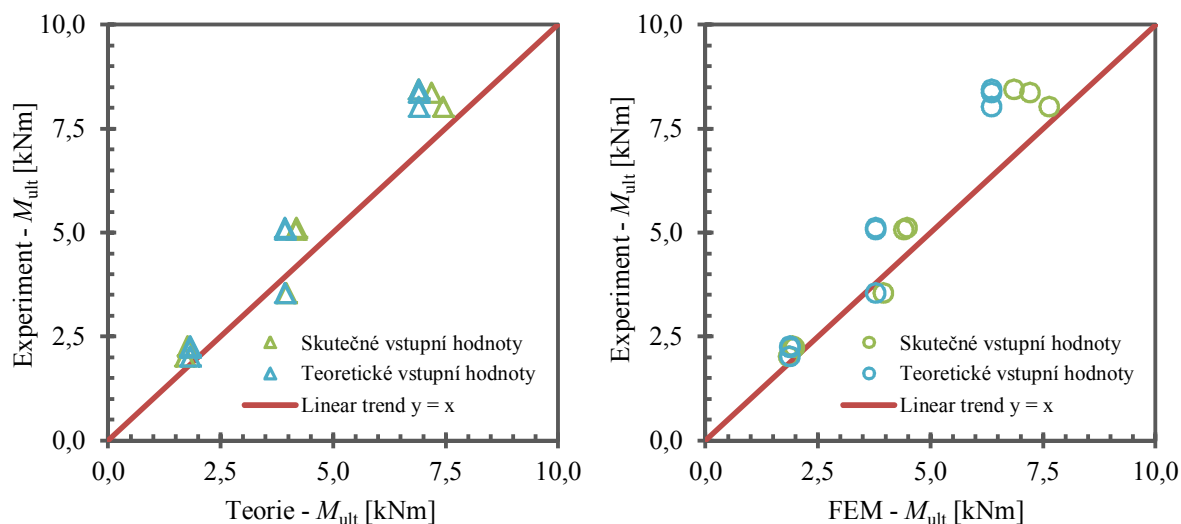 10,0
7,5
5,0
2,5
0,0
Experiment - Mult [kNm]
Skutečné vstupní hodnoty
Teoretické vstupní hodnoty
Linear trend y = x
0,0 2,5 5,0 7,5 10,0
Teorie - Mult [kNm]
10,0
7,5
5,0
2,5
0,0
Experiment - Mult [kNm]
Skutečné vstupní hodnoty
Teoretické vstupní hodnoty
Linear trend y = x
0,0 2,5 5,0 7,5 10,0
FEM - Mult [kNm]